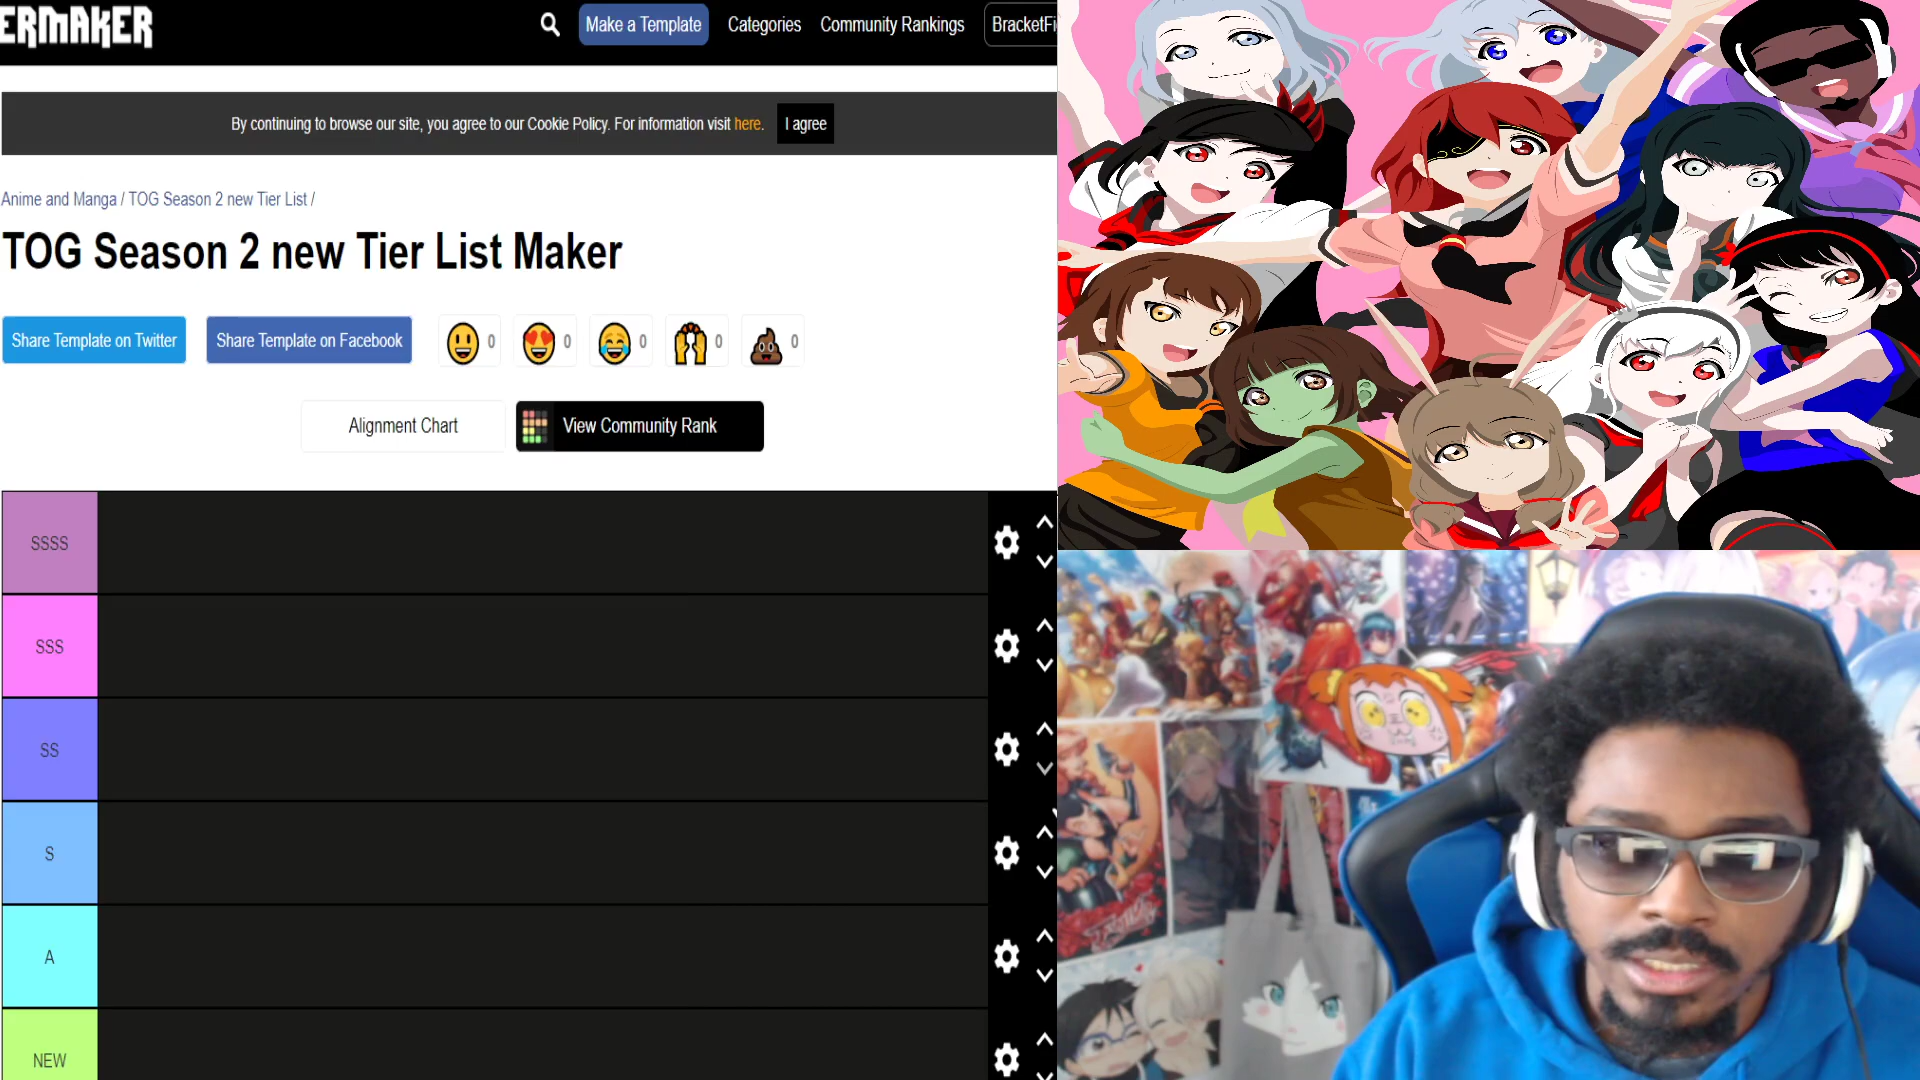 ERMAKER
Make a Template
Categories
Community Rankings
BracketFi
By continuing to browse our site, you agree to our Cookie Policy. For information visit here.
I agree
Anime and Manga / TOG Season 2 new Tier List /
TOG Season 2 new Tier List Maker
Share Template on Twitter
Share Template on Facebook
0
0
0
0
0
Alignment Chart
View Community Rank
SSSS
SSS
SS
S
A
NEW